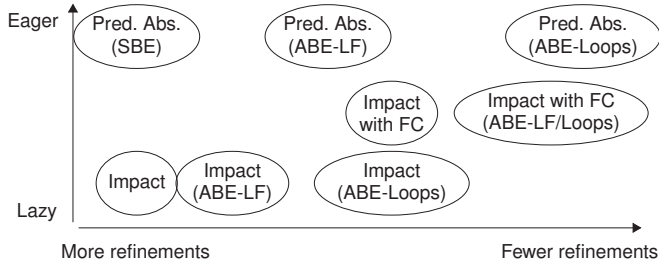 Eager
Pred. Abs.
(SBE)
Pred. Abs.
(ABE-LF)
Pred. Abs.
(ABE-Loops)
Impact
with FC
Impact with FC
(ABE-LF/Loops)
Impact
Impact
(ABE-LF)
Impact
(ABE-Loops)
Lazy
More refinements
Fewer refinements